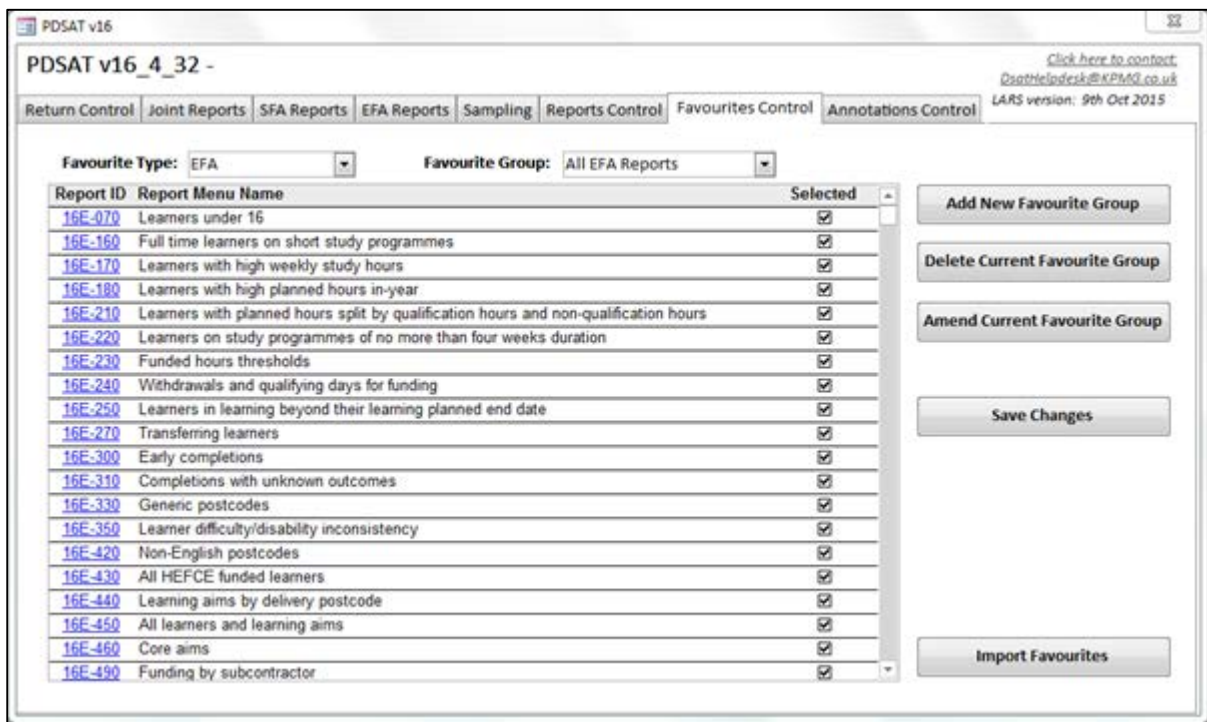 PDSAT v16
PDSAT v16_4_32 -
Click here to contact:
DsatHelpdesk@KPMG.co.uk
LARS version: 9th Oct 2015
Return Control Joint Reports SFA Reports EFA Reports Sampling Reports Control Favourites Control Annotations Control
Favourite Type: EFA Favourite Group: All EFA Reports
Report ID Report Menu Name Selected
16E-070 Learners under 16
16E-160 Full time learners on short study programmes
16E-170 Learners with high weekly study hours
16E-180 Learners with high planned hours in-year
16E-210 Learners with planned hours split by qualification hours and non-qualification hours
16E-220 Learners on study programmes of no more than four weeks duration
16E-230 Funded hours thresholds
16E-240 Withdrawals and qualifying days for funding
16E-250 Learners in learning beyond their learning planned end date
16E-270 Transferring learners
16E-300 Early completions
16E-310 Completions with unknown outcomes
16E-330 Generic postcodes
16E-350 Learner difficulty/disability inconsistency
16E-420 Non-English postcodes
16E-430 All HEFCE funded learners
16E-440 Learning aims by delivery postcode
16E-450 All learners and learning aims
16E-460 Core aims
16E-490 Funding by subcontractor
Add New Favourite Group
Delete Current Favourite Group
Amend Current Favourite Group
Save Changes
Import Favourites